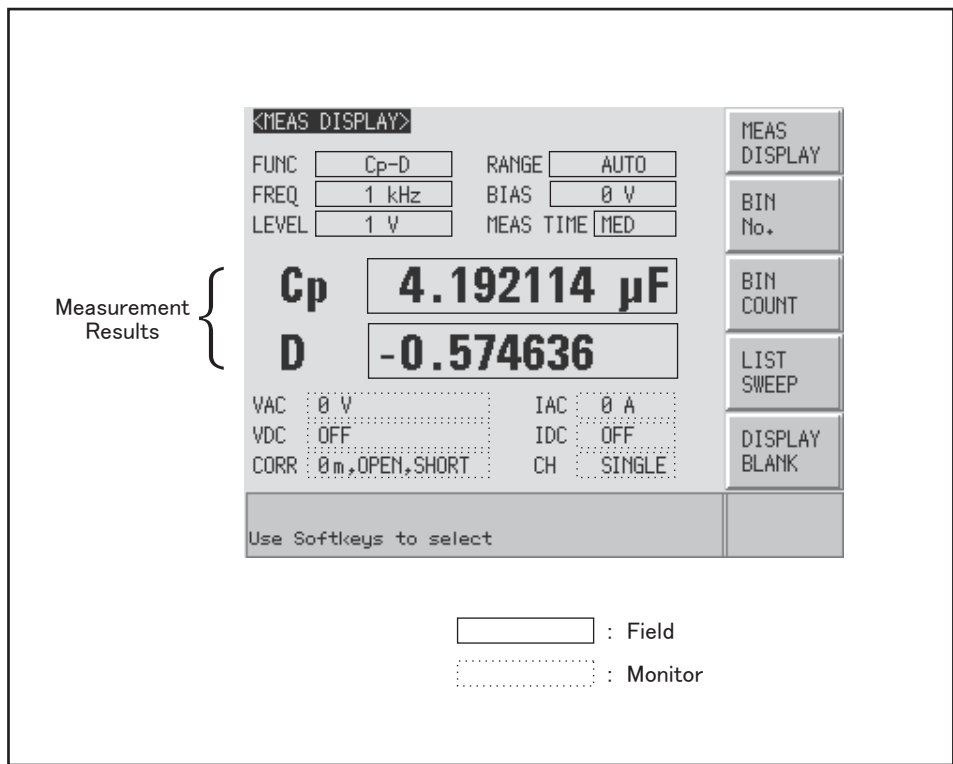 <MEAS DISPLAY>
FUNC Cp-D RANGE AUTO
FREQ 1 kHz BIAS 0 V
LEVEL 1 V MEAS TIME MED
Measurement
Results
Cp 4.192114 µF
D -0.574636
VAC 0 V IAC 0 A
VDC OFF IDC OFF
CORR 0m,OPEN,SHORT CH SINGLE
MEAS
DISPLAY
BIN
No.
BIN
COUNT
LIST
SWEEP
DISPLAY
BLANK
Use Softkeys to select
: Field
: Monitor